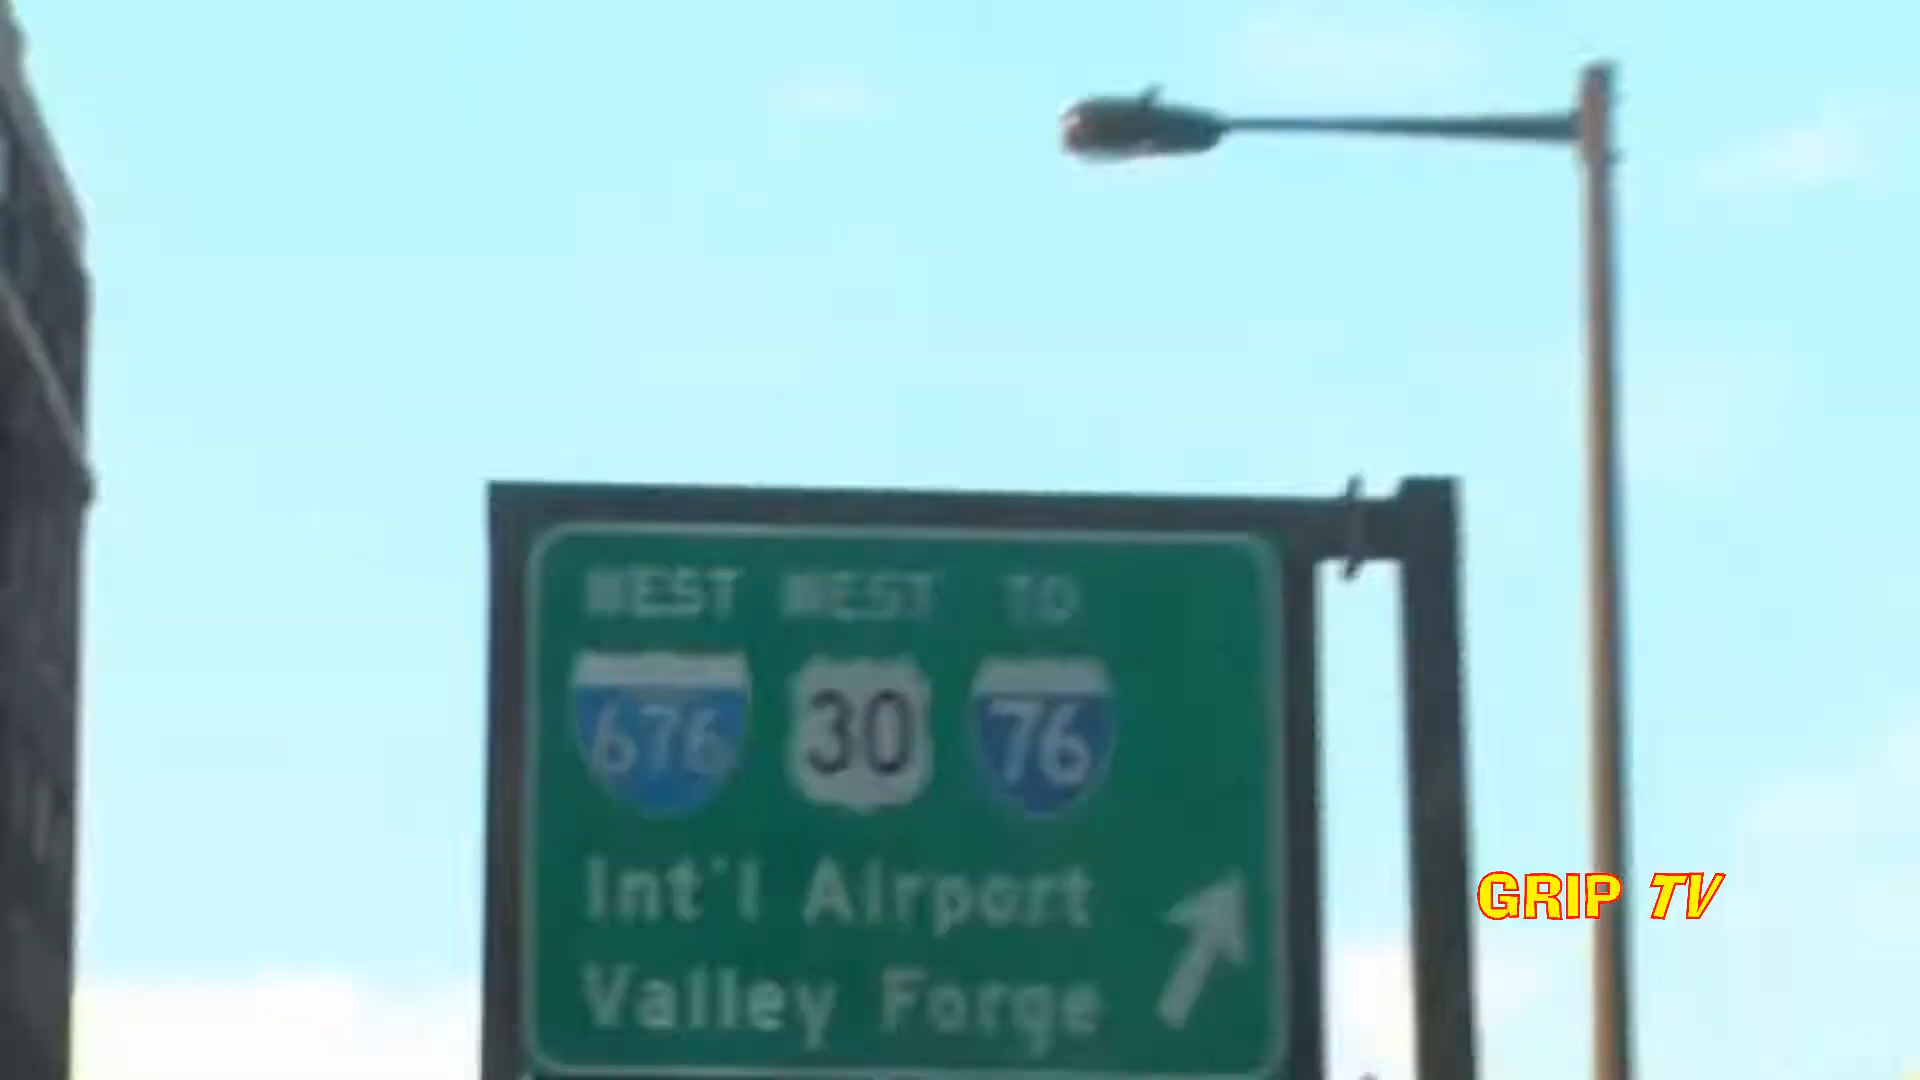 WEST WEST TO
676 30 76
Int'l Airport
Valley Forge
GRIP TV